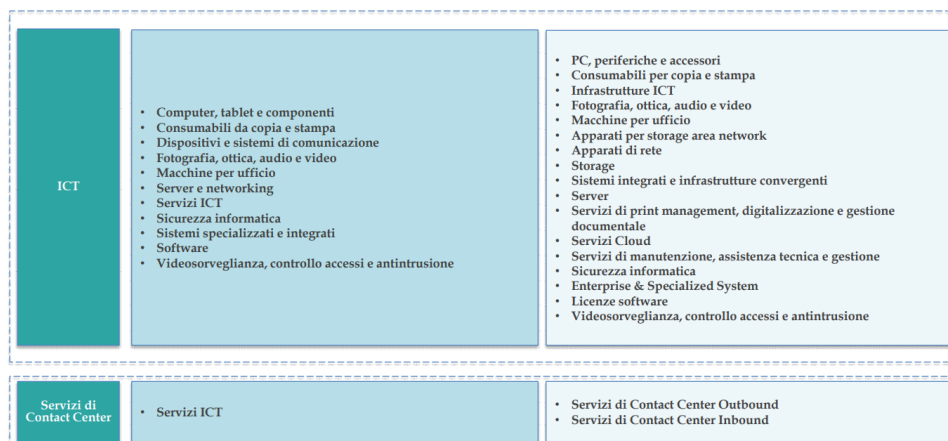 ICT
• Computer, tablet e componenti
• Consumabili da copia e stampa
• Dispositivi e sistemi di comunicazione
• Fotografia, ottica, audio e video
• Macchine per ufficio
• Server e networking
• Servizi ICT
• Sicurezza informatica
• Sistemi specializzati e integrati
• Software
• Videosorveglianza, controllo accessi e antintrusione
• PC, periferiche e accessori
• Consumabili per copia e stampa
• Infrastrutture ICT
• Fotografia, ottica, audio e video
• Macchine per ufficio
• Apparati per storage area network
• Apparati di rete
• Storage
• Sistemi integrati e infrastrutture convergenti
• Server
• Servizi di print management, digitalizzazione e gestione
documentale
• Servizi Cloud
• Servizi di manutenzione, assistenza tecnica e gestione
• Sicurezza informatica
• Enterprise & Specialized System
• Licenze software
• Videosorveglianza, controllo accessi e antintrusione
Servizi di
Contact Center
• Servizi ICT
• Servizi di Contact Center Outbound
• Servizi di Contact Center Inbound